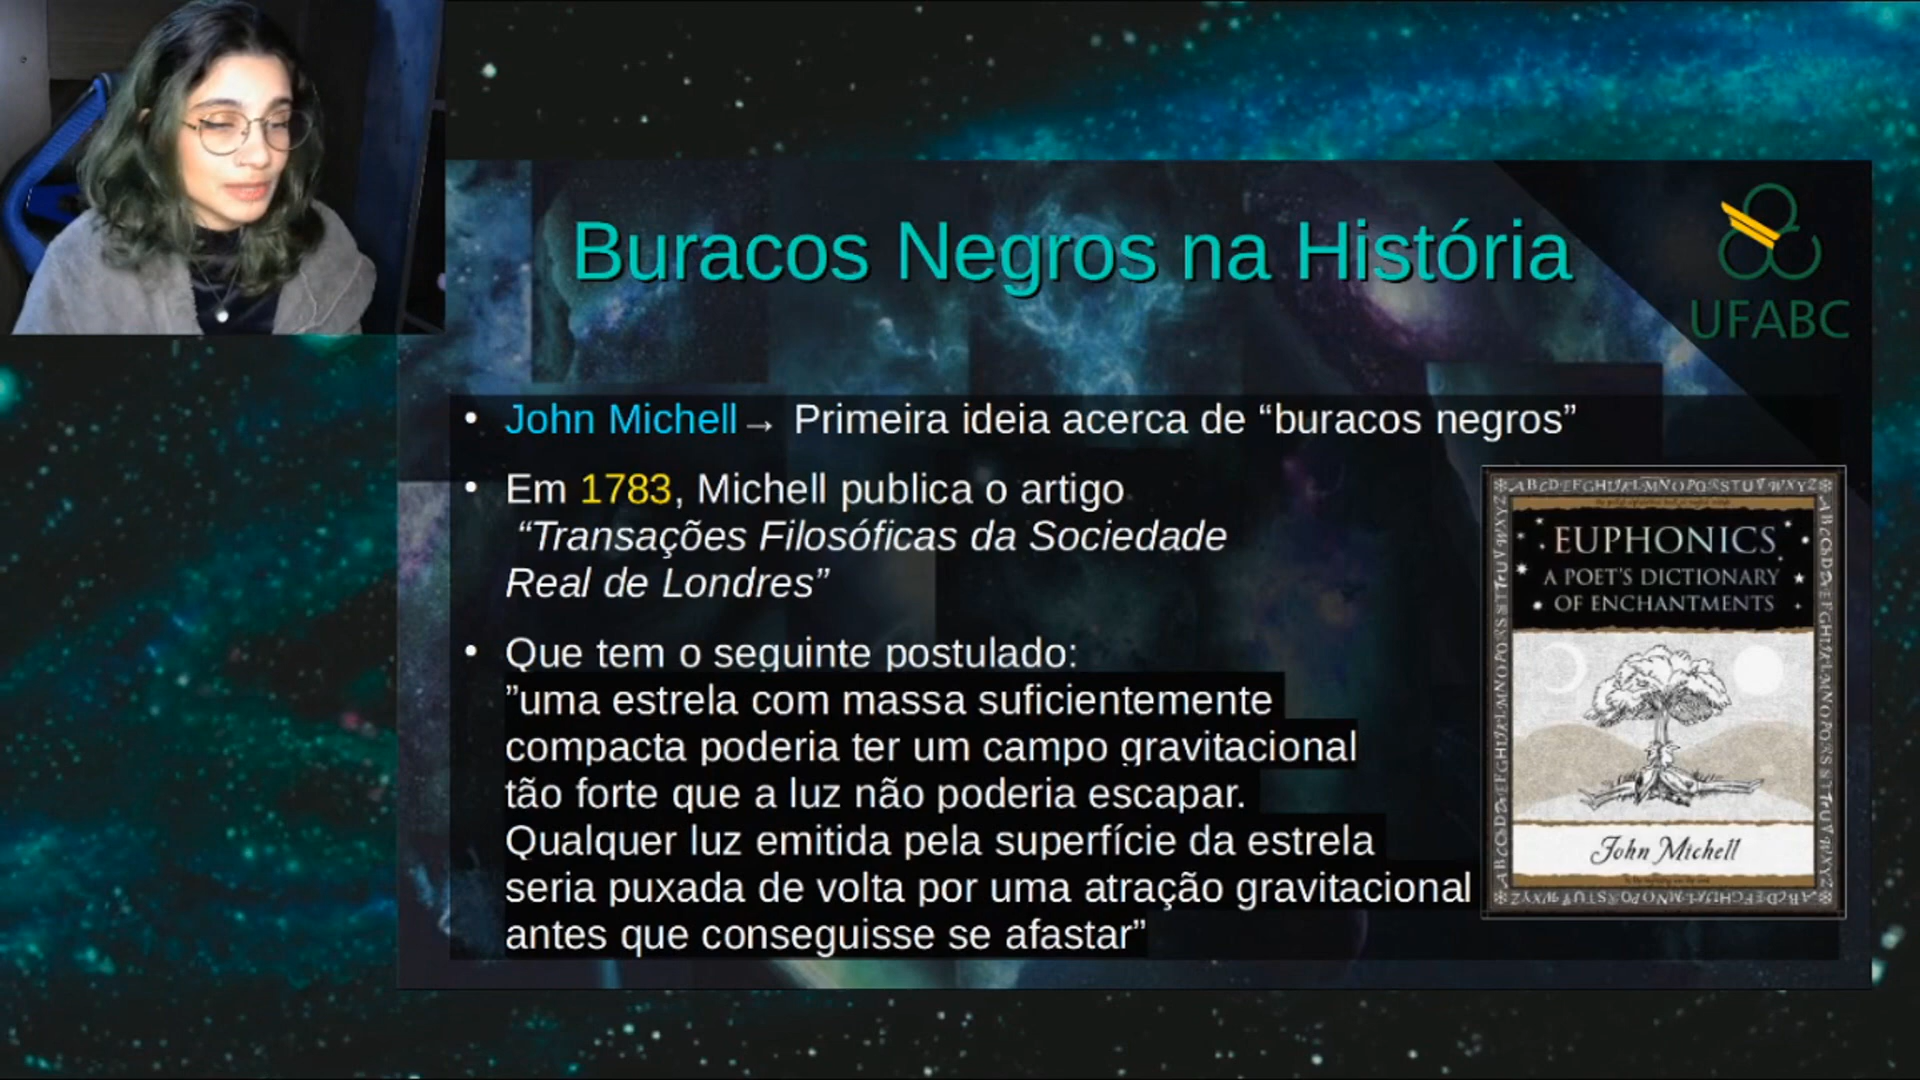 Buracos Negros na História
UFABC
• John Michell→ Primeira ideia acerca de “buracos negros”
• Em 1783, Michell publica o artigo
“Transações Filosóficas da Sociedade
Real de Londres”
• Que tem o seguinte postulado:
”uma estrela com massa suficientemente
compacta poderia ter um campo gravitacional
tão forte que a luz não poderia escapar.
Qualquer luz emitida pela superfície da estrela
seria puxada de volta por uma atração gravitacional
antes que conseguisse se afastar”
ABCDEFGHIJKLMNOPQRSTUVWXYZ
EUPHONICS
A POET'S DICTIONARY
OF ENCHANTMENTS
John Michell